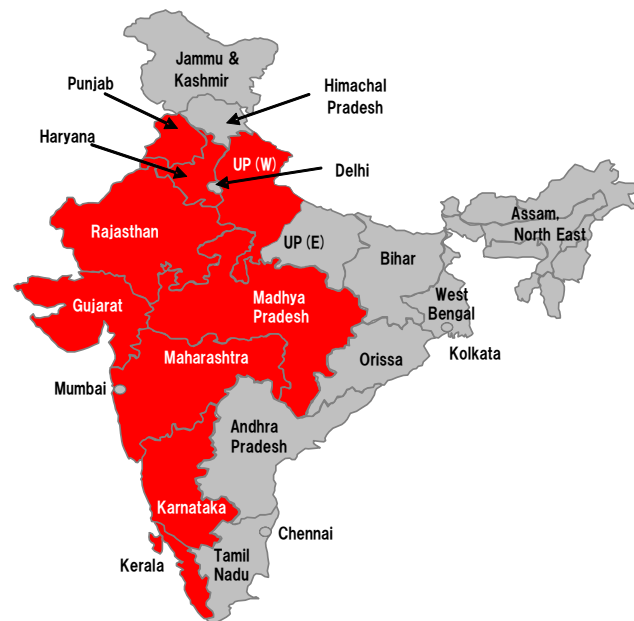 Jammu &
Kashmir
Punjab
Himachal
Pradesh
Haryana
UP (W)
Delhi
Rajasthan
UP (E)
Bihar
Assam,
North East
Gujarat
Madhya
Pradesh
West
Bengal
Maharashtra
Orissa
Kolkata
Mumbai
Andhra
Pradesh
Karnataka
Chennai
Kerala
Tamil
Nadu